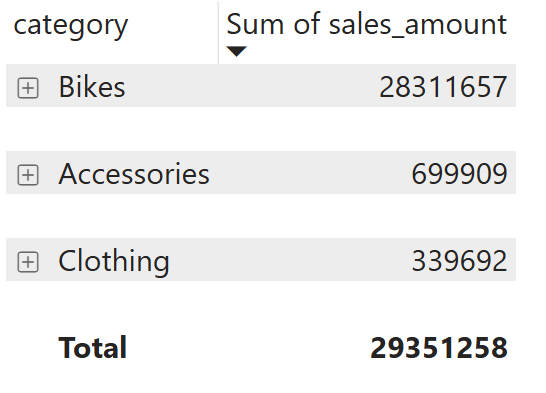 category Sum of sales_amount
Bikes 28311657
Accessories 699909
Clothing 339692
Total 29351258